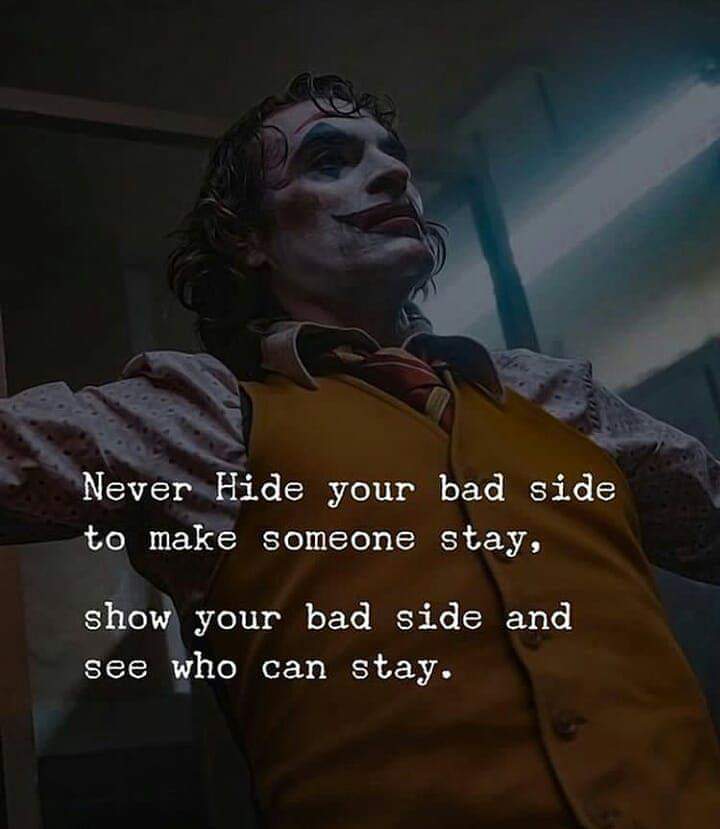 Never Hide your bad side
to make someone stay,
show your bad side and
see who can stay.